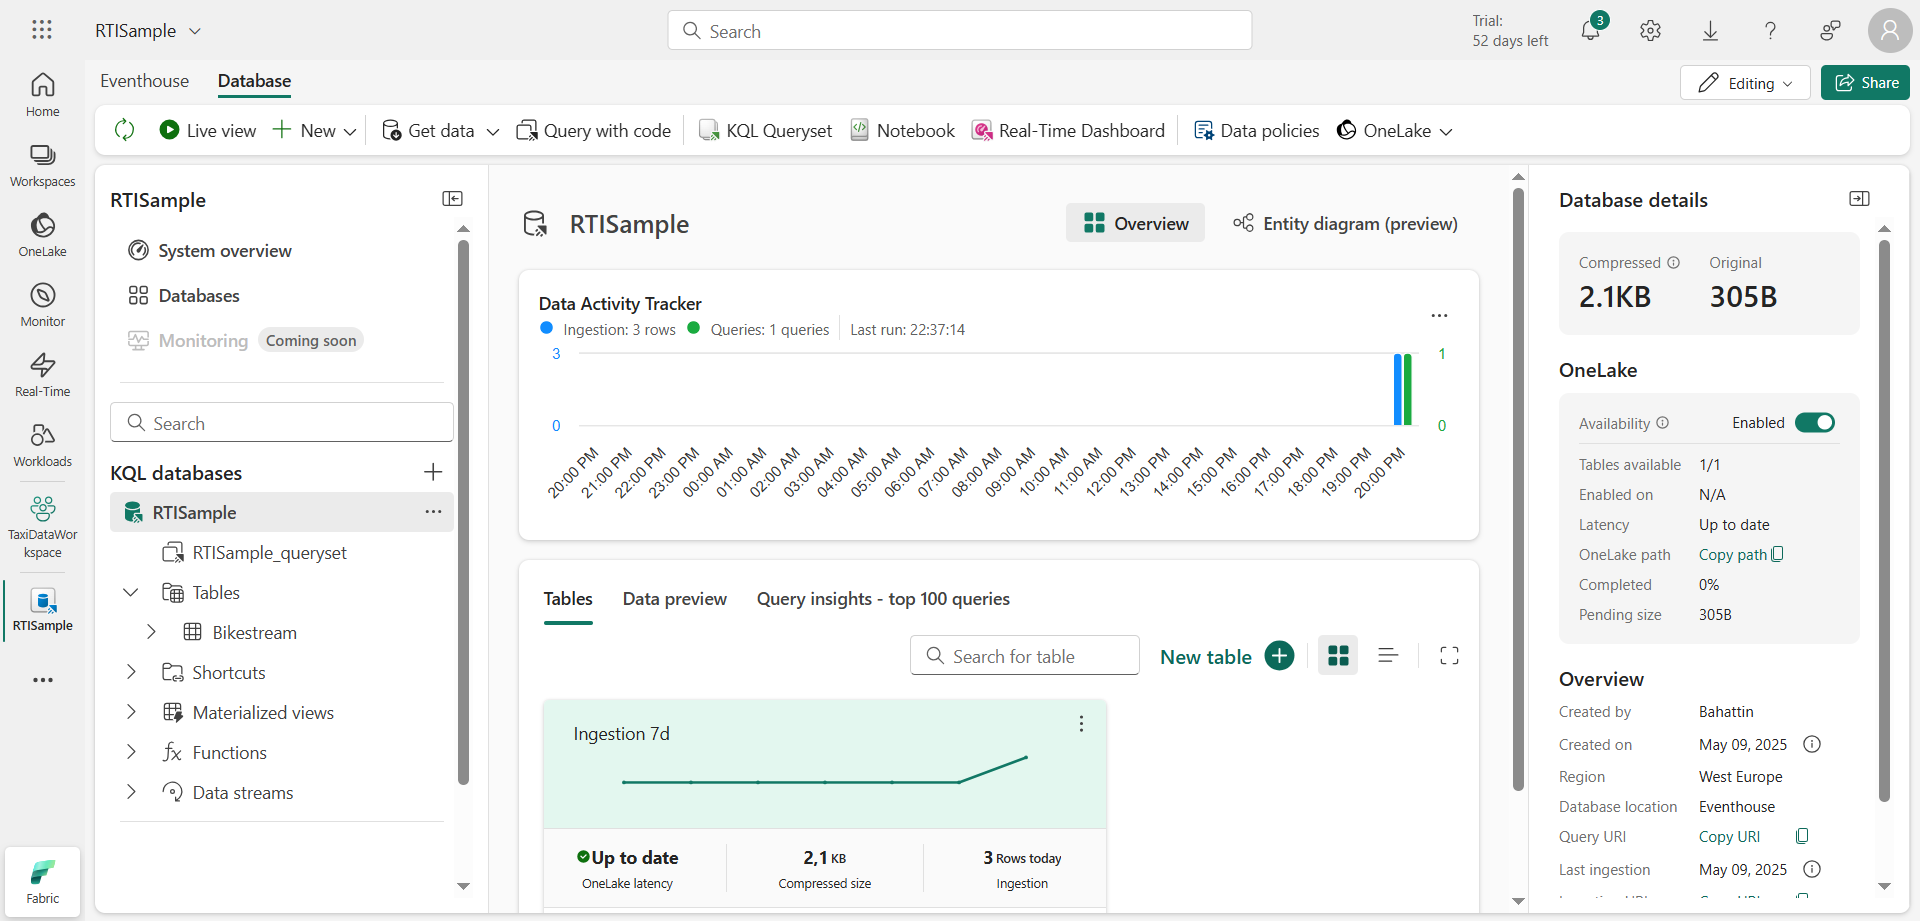 RTISample
Search
Trial:
52 days left
3
Home
Workspaces
OneLake
Monitor
Real-Time
Workloads
TaxiDataWor
kspace
RTISample
Fabric
Eventhouse
Database
Editing
Share
Live view
New
Get data
Query with code
KQL Queryset
Notebook
Real-Time Dashboard
Data policies
OneLake
RTISample
System overview
Databases
Monitoring
Coming soon
Search
KQL databases
RTISample
RTISample_queryset
Tables
Bikestream
Shortcuts
Materialized views
Functions
Data streams
RTISample
Overview
Entity diagram (preview)
Data Activity Tracker
Ingestion: 3 rows
Queries: 1 queries
Last run: 22:37:14
3
1
0
0
20:00 PM
21:00 PM
22:00 PM
23:00 PM
00:00 AM
01:00 AM
02:00 AM
03:00 AM
04:00 AM
05:00 AM
06:00 AM
07:00 AM
08:00 AM
09:00 AM
10:00 AM
11:00 AM
12:00 PM
13:00 PM
14:00 PM
15:00 PM
16:00 PM
17:00 PM
18:00 PM
19:00 PM
20:00 PM
Tables
Data preview
Query insights - top 100 queries
Search for table
New table
Ingestion 7d
Up to date
OneLake latency
2,1 KB
Compressed size
3 Rows today
Ingestion
Database details
Compressed
Original
2.1KB
305B
OneLake
Availability
Enabled
Tables available 1/1
Enabled on N/A
Latency Up to date
OneLake path Copy path
Completed 0%
Pending size 305B
Overview
Created by Bahattin
Created on May 09, 2025
Region West Europe
Database location Eventhouse
Query URI Copy URI
Last ingestion May 09, 2025